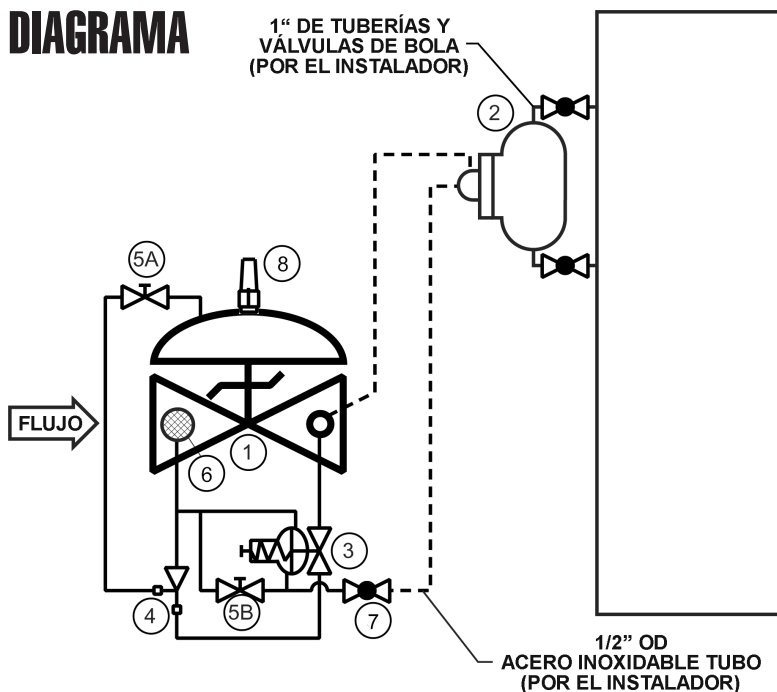 DIAGRAMA
1“ DE TUBERÍAS Y
VÁLVULAS DE BOLA
(POR EL INSTALADOR)
2
5A
8
FLUJO
1
6
3
4
5B
7
1/2” OD
ACERO INOXIDABLE TUBO
(POR EL INSTALADOR)